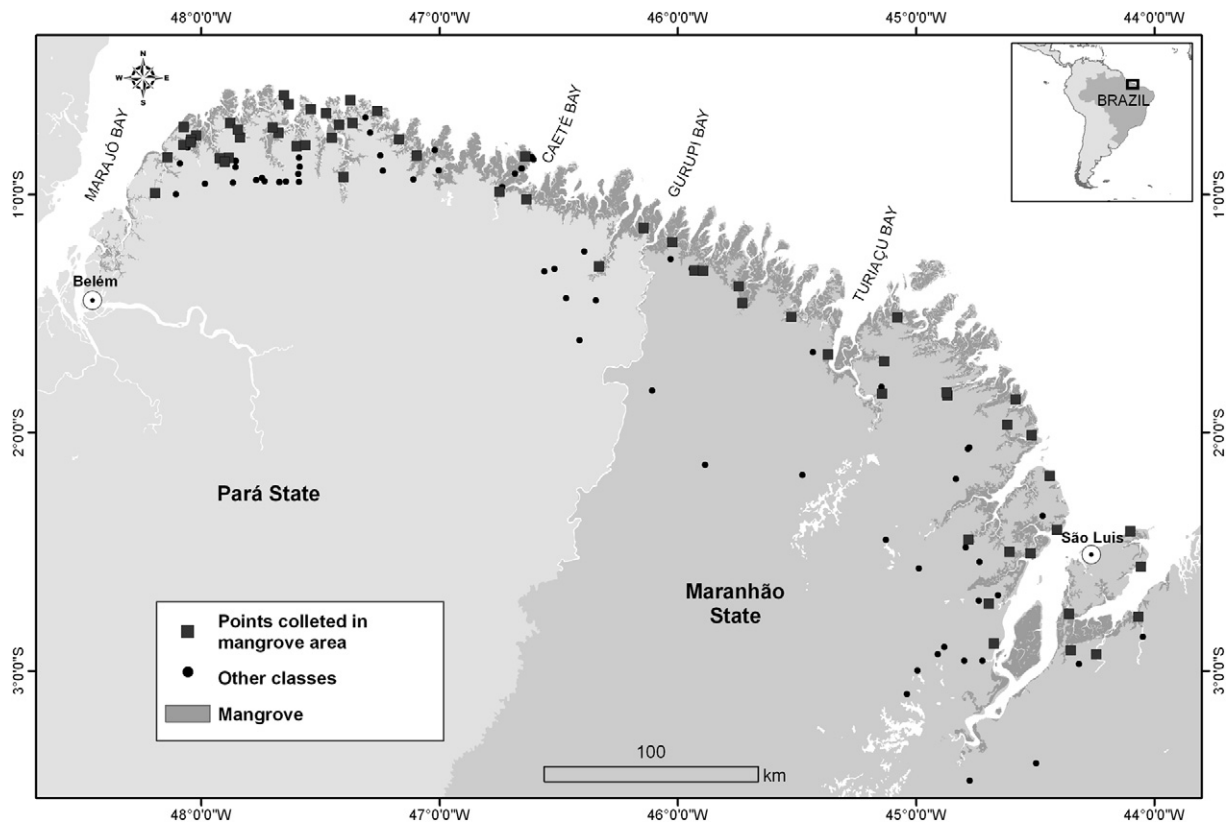 48°0'0"W 47°0'0"W 46°0'0"W 45°0'0"W 44°0'0"W
N
W E
S
BRAZIL
MARAJÓ BAY
CAETÉ BAY
GURUPI BAY
TURIAÇU BAY
1°0'0"S 1°0'0"S
Belém
2°0'0"S 2°0'0"S
Pará State
São Luis
Maranhão
State
Points colleted in
mangrove area
Other classes
Mangrove
3°0'0"S 3°0'0"S
100
km
48°0'0"W 47°0'0"W 46°0'0"W 45°0'0"W 44°0'0"W